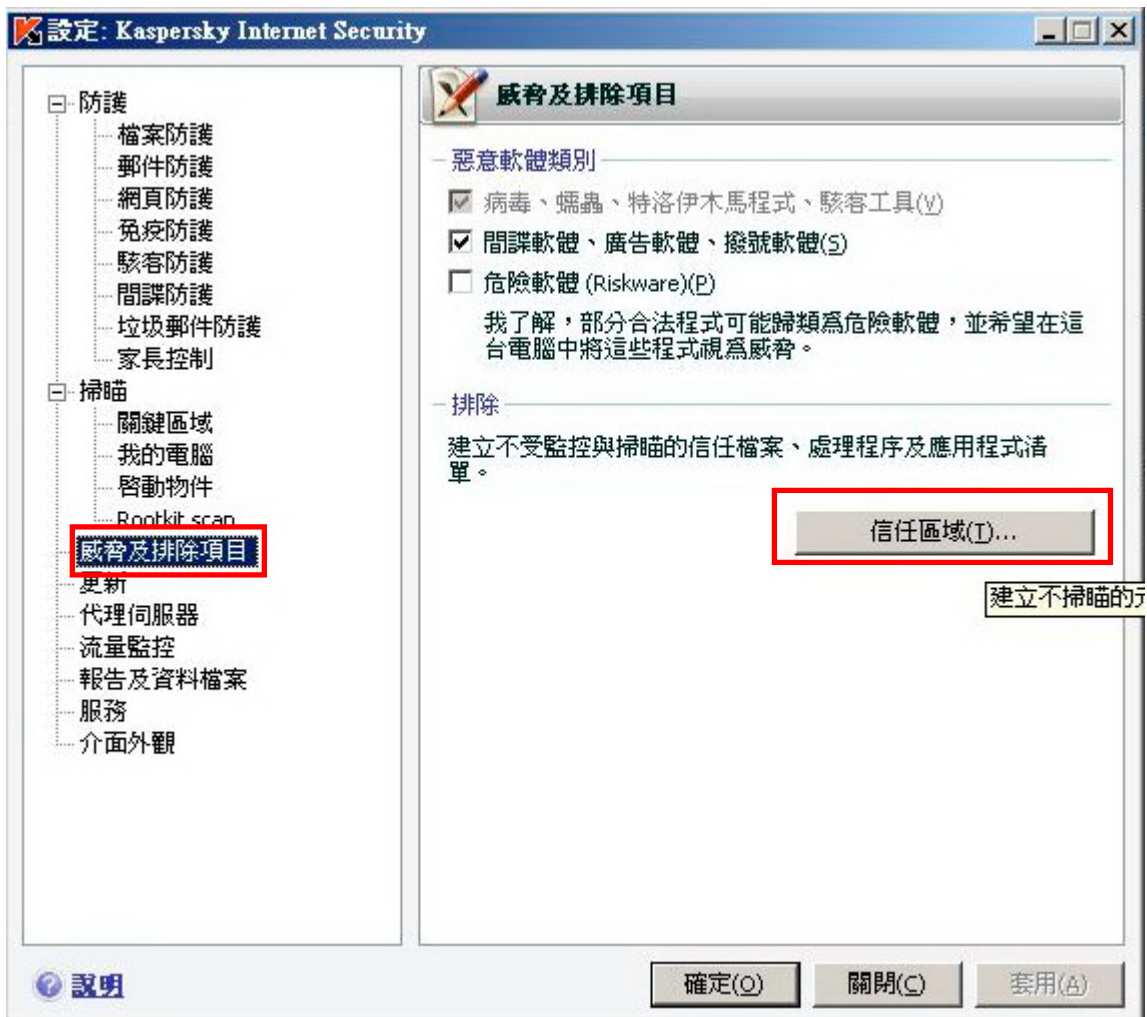 設定: Kaspersky Internet Security
防護
檔案防護
郵件防護
網頁防護
免疫防護
駭客防護
間諜防護
垃圾郵件防護
家長控制
掃瞄
關鍵區域
我的電腦
啓動物件
Rootkit scan
威脅及排除項目
更新
代理伺服器
流量監控
報告及資料檔案
服務
介面外觀
威脅及排除項目
惡意軟體類別
病毒、蠕蟲、特洛伊木馬程式、駭客工具(V)
間諜軟體、廣告軟體、撥號軟體(S)
危險軟體 (Riskware)(P)
我了解，部分合法程式可能歸類爲危險軟體，並希望在這
台電腦中將這些程式視爲威脅。
排除
建立不受監控與掃瞄的信任檔案、處理程序及應用程式清
單。
信任區域(T)...
建立不掃瞄的
說明
確定(O)
關閉(C)
套用(A)